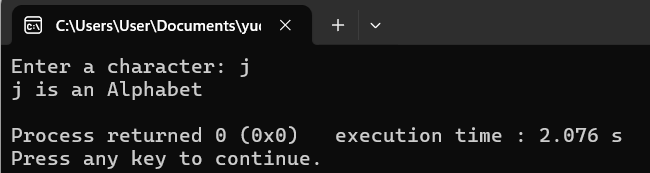 C:\Users\User\Documents\yu
Enter a character: j
j is an Alphabet
Process returned 0 (0x0)   execution time : 2.076 s
Press any key to continue.